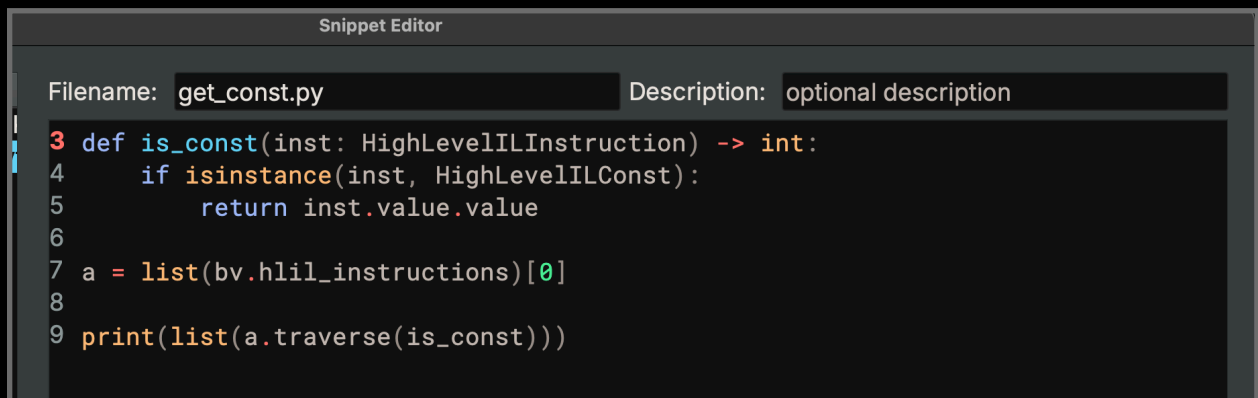 Snippet Editor
Filename: get_const.py Description: optional description
3 def is_const(inst: HighLevelILInstruction) -> int:
4     if isinstance(inst, HighLevelILConst):
5         return inst.value.value
6
7 a = list(bv.hlil_instructions)[0]
8
9 print(list(a.traverse(is_const)))